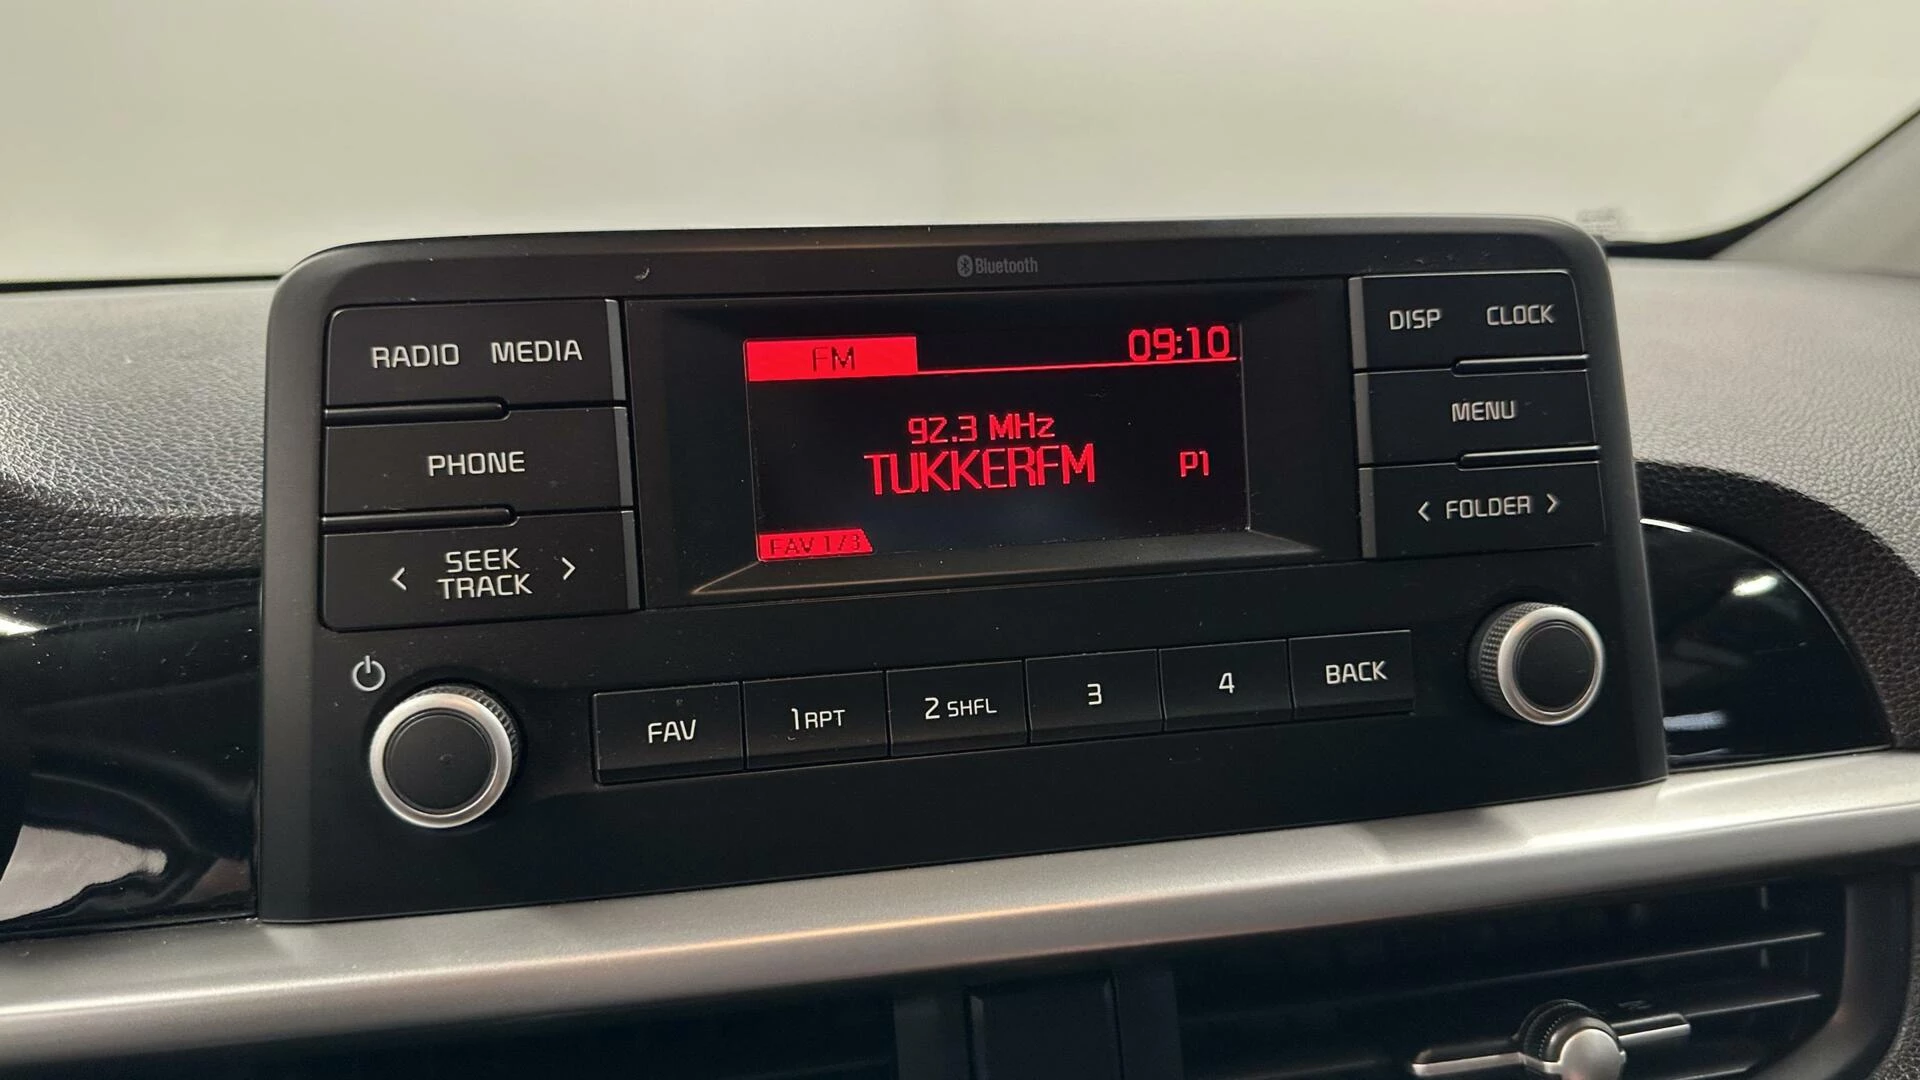 Bluetooth
RADIO MEDIA
PHONE
< SEEK TRACK >
FM 09:10
92.3 MHz
TUKKERFM P1
FAV 1/3
DISP CLOCK
MENU
< FOLDER >
FAV 1 RPT 2 SHFL 3 4 BACK